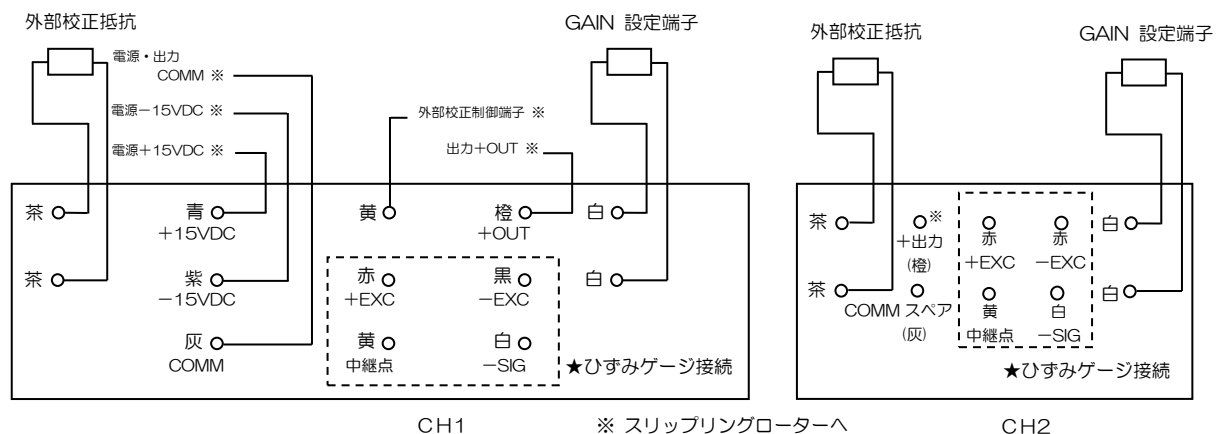 外部校正抵抗
GAIN 設定端子
電源・出力
COMM ※
電源－15VDC ※
電源＋15VDC ※
外部校正制御端子 ※
出力＋OUT ※
茶
青
＋15VDC
黄
橙
＋OUT
白
茶
紫
－15VDC
赤
＋EXC
黒
－EXC
白
灰
COMM
黄
中継点
白
－SIG
★ひずみゲージ接続
CH1
※ スリップリングローターへ
外部校正抵抗
GAIN 設定端子
茶
※
＋出力
(橙)
赤
＋EXC
赤
－EXC
白
茶
COMM スペア
(灰)
黄
中継点
白
－SIG
白
★ひずみゲージ接続
CH2